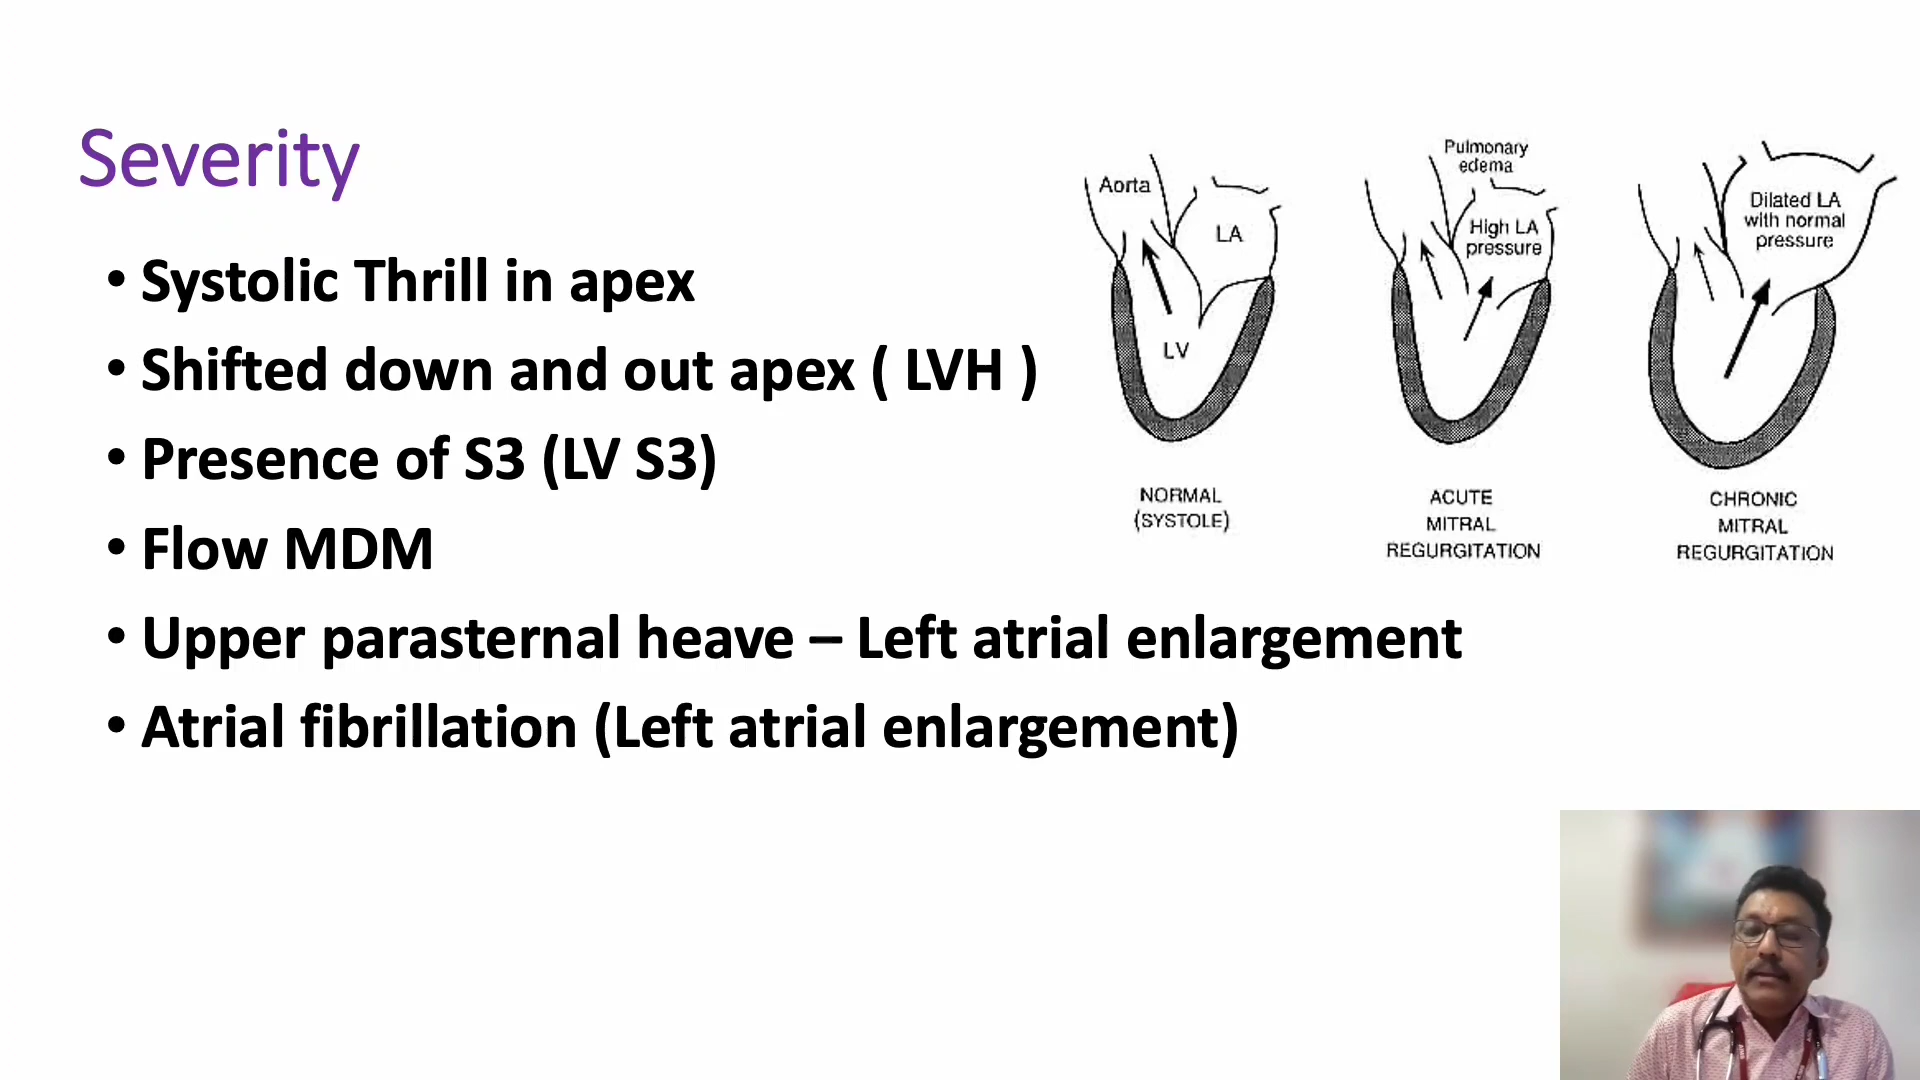 Severity
• Systolic Thrill in apex
• Shifted down and out apex ( LVH )
• Presence of S3 (LV S3)
• Flow MDM
• Upper parasternal heave – Left atrial enlargement
• Atrial fibrillation (Left atrial enlargement)
Aorta
LA
LV
NORMAL
(SYSTOLE)
Pulmonary
edema
High LA
pressure
ACUTE
MITRAL
REGURGITATION
Dilated LA
with normal
pressure
CHRONIC
MITRAL
REGURGITATION